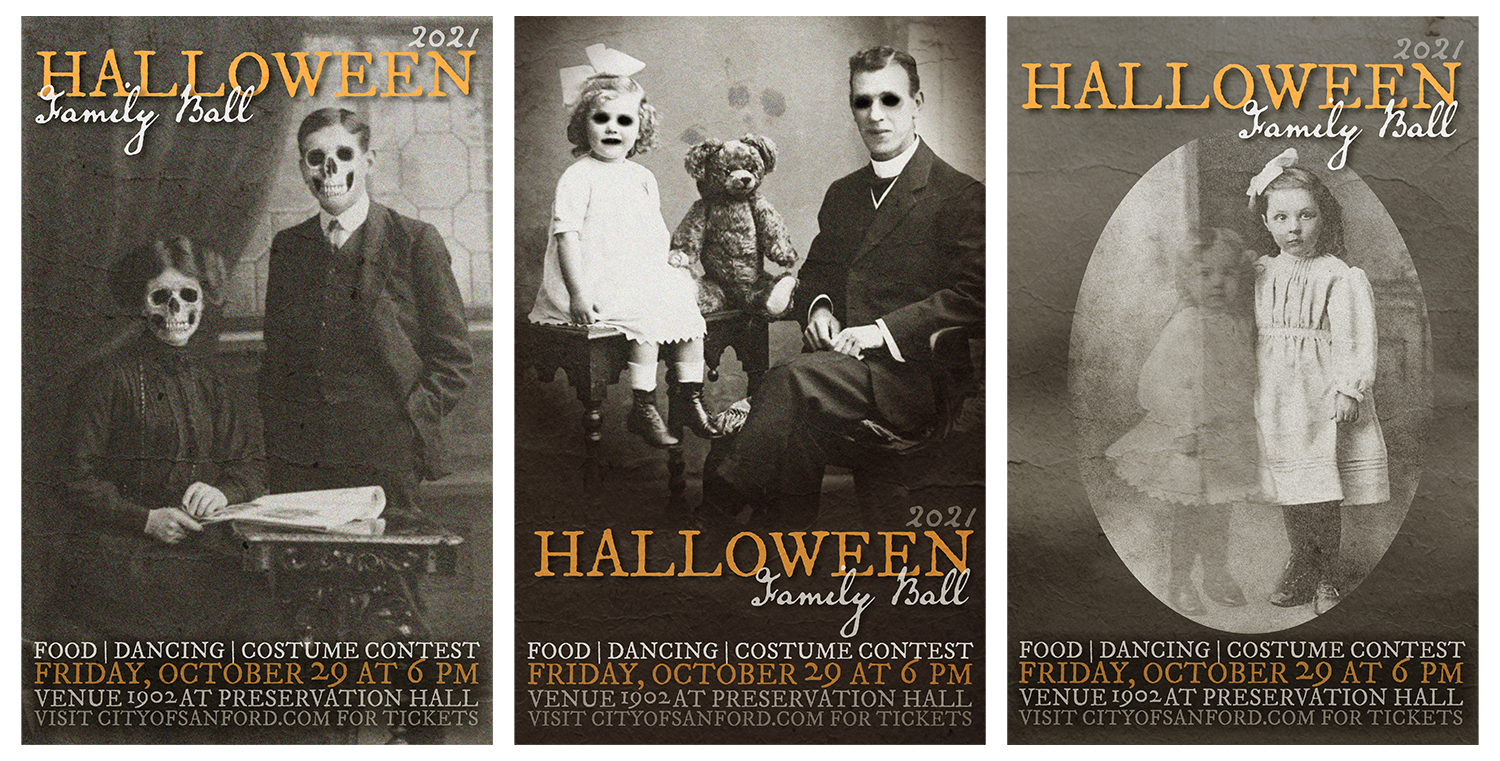 2021
HALLOWEEN
Family Ball
FOOD | DANCING | COSTUME CONTEST
FRIDAY, OCTOBER 29 AT 6 PM
VENUE 1902 AT PRESERVATION HALL
VISIT CITYOFSANFORD.COM FOR TICKETS
2021
HALLOWEEN
Family Ball
FOOD | DANCING | COSTUME CONTEST
FRIDAY, OCTOBER 29 AT 6 PM
VENUE 1902 AT PRESERVATION HALL
VISIT CITYOFSANFORD.COM FOR TICKETS
2021
HALLOWEEN
Family Ball
FOOD | DANCING | COSTUME CONTEST
FRIDAY, OCTOBER 29 AT 6 PM
VENUE 1902 AT PRESERVATION HALL
VISIT CITYOFSANFORD.COM FOR TICKETS